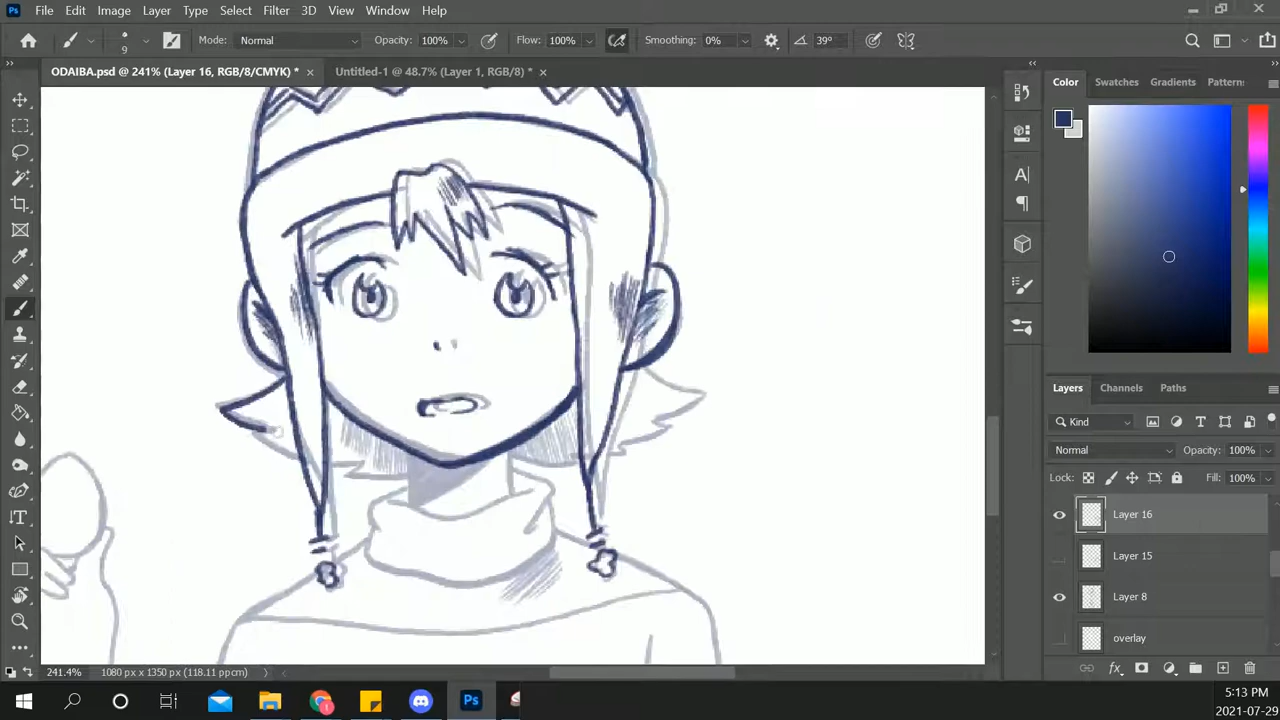 Ps File Edit Image Layer Type Select Filter 3D View Window Help
9 Mode: Normal Opacity: 100% Flow: 100% Smoothing: 0% 39°
ODAIBA.psd @ 241% (Layer 16, RGB/8/CMYK) * Untitled-1 @ 48.7% (Layer 1, RGB/8) *
Color Swatches Gradients Pattern
Layers Channels Paths
Kind
Normal Opacity: 100%
Lock: Fill: 100%
Layer 16
Layer 15
Layer 8
overlay
241.4% 1080 px x 1350 px (118.11 ppcm)
Ps 5:13 PM
2021-07-29